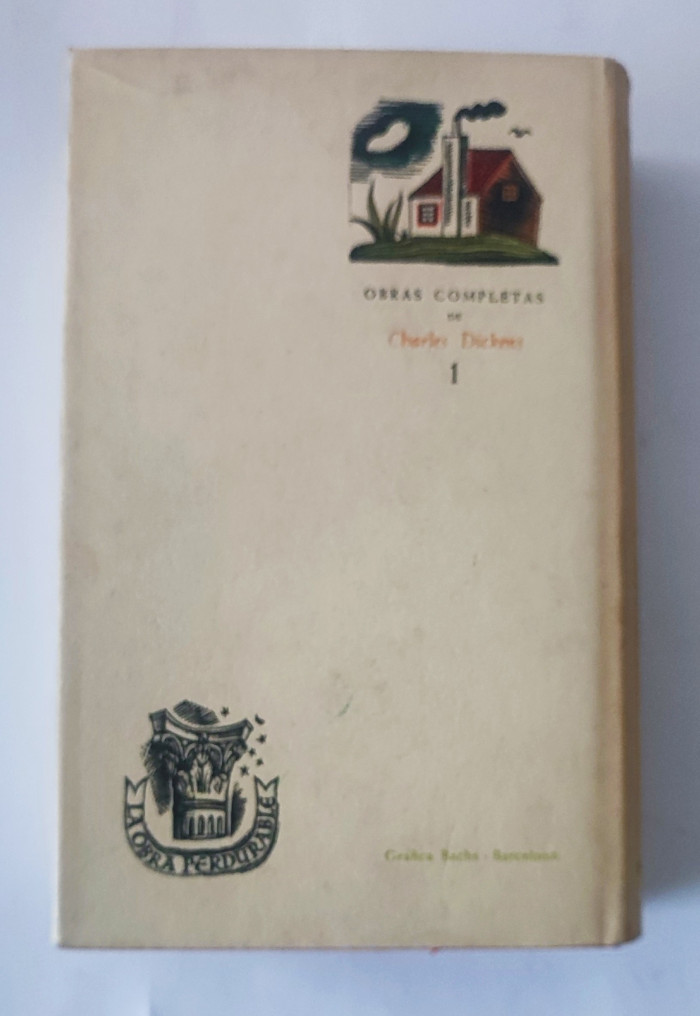 OBRAS COMPLETAS
DE
Charles Dickens
1
LA OBRA PERDURABLE
Gráfica Bachs - Barcelona